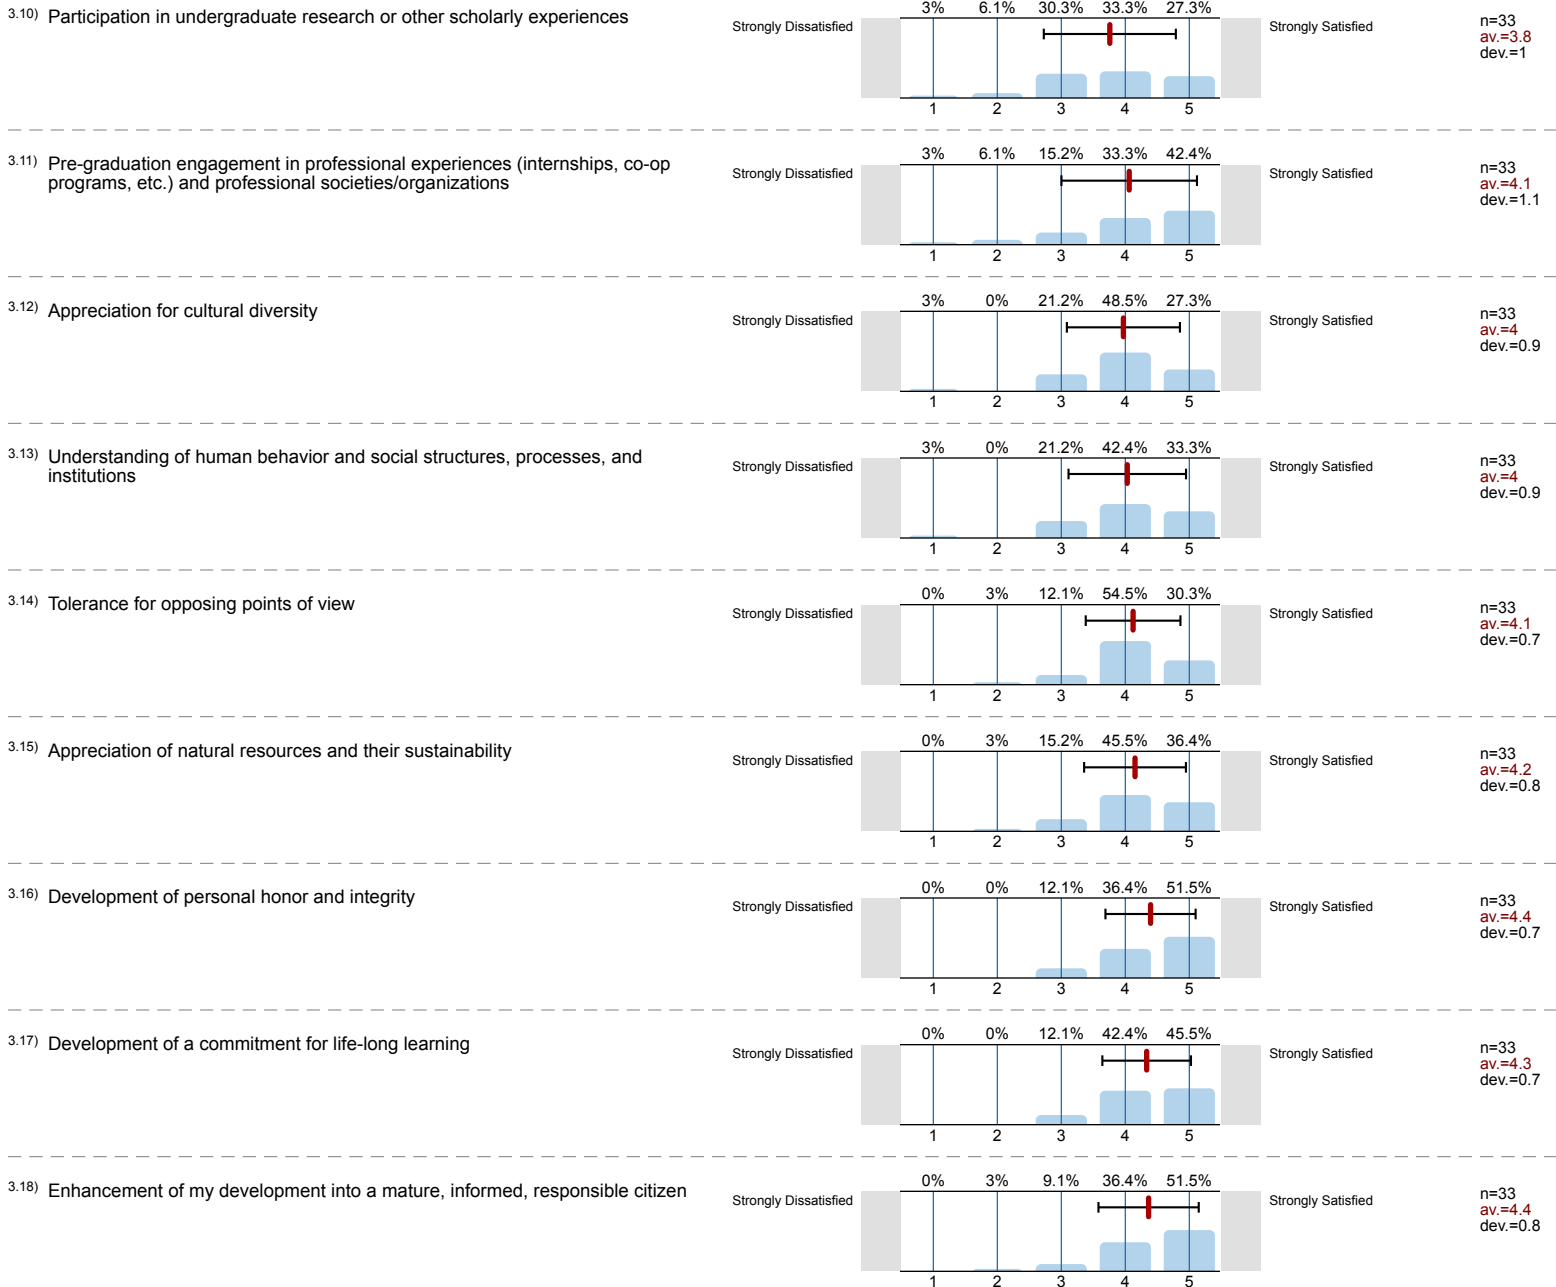 3.10) Participation in undergraduate research or other scholarly experiences
Strongly Dissatisfied
3% 6.1% 30.3% 33.3% 27.3%
1 2 3 4 5
Strongly Satisfied
n=33
av.=3.8
dev.=1
3.11) Pre-graduation engagement in professional experiences (internships, co-op
programs, etc.) and professional societies/organizations
Strongly Dissatisfied
3% 6.1% 15.2% 33.3% 42.4%
1 2 3 4 5
Strongly Satisfied
n=33
av.=4.1
dev.=1.1
3.12) Appreciation for cultural diversity
Strongly Dissatisfied
3% 0% 21.2% 48.5% 27.3%
1 2 3 4 5
Strongly Satisfied
n=33
av.=4
dev.=0.9
3.13) Understanding of human behavior and social structures, processes, and
institutions
Strongly Dissatisfied
3% 0% 21.2% 42.4% 33.3%
1 2 3 4 5
Strongly Satisfied
n=33
av.=4
dev.=0.9
3.14) Tolerance for opposing points of view
Strongly Dissatisfied
0% 3% 12.1% 54.5% 30.3%
1 2 3 4 5
Strongly Satisfied
n=33
av.=4.1
dev.=0.7
3.15) Appreciation of natural resources and their sustainability
Strongly Dissatisfied
0% 3% 15.2% 45.5% 36.4%
1 2 3 4 5
Strongly Satisfied
n=33
av.=4.2
dev.=0.8
3.16) Development of personal honor and integrity
Strongly Dissatisfied
0% 0% 12.1% 36.4% 51.5%
1 2 3 4 5
Strongly Satisfied
n=33
av.=4.4
dev.=0.7
3.17) Development of a commitment for life-long learning
Strongly Dissatisfied
0% 0% 12.1% 42.4% 45.5%
1 2 3 4 5
Strongly Satisfied
n=33
av.=4.3
dev.=0.7
3.18) Enhancement of my development into a mature, informed, responsible citizen
Strongly Dissatisfied
0% 3% 9.1% 36.4% 51.5%
1 2 3 4 5
Strongly Satisfied
n=33
av.=4.4
dev.=0.8